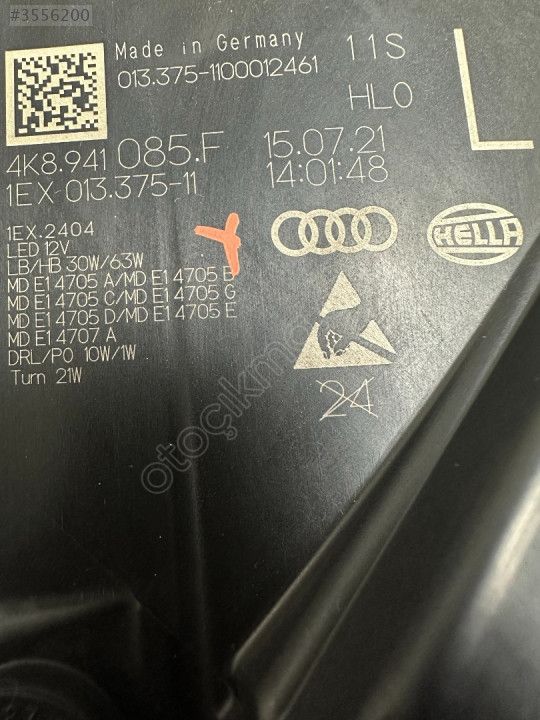 #3556200
Made in Germany
013.375-1100012461
11S
HL0
L
4K8.941 085.F
15.07.21
1EX 013.375-11
14:01:48
1EX.2404
LED 12V
LB/HB 30W/63W
MD E1 4705 A/MD E1 4705 B
MD E1 4705 C/MD E1 4705 G
MD E1 4705 D/MD E1 4705 E
MD E1 4707 A
DRL/PO 10W/1W
Turn 21W
HELLA
24